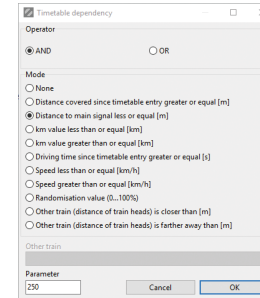 Timetable dependency
Operator
AND
OR
Mode
None
Distance covered since timetable entry greater or equal [m]
Distance to main signal less or equal [m]
km value less than or equal [km]
km value greater than or equal [km]
Driving time since timetable entry greater or equal [s]
Speed less than or equal [km/h]
Speed greater than or equal [km/h]
Randomisation value (0...100%)
Other train (distance of train heads) is closer than [m]
Other train (distance of train heads) is farther away than [m]
Other train
Parameter
250
Cancel
OK